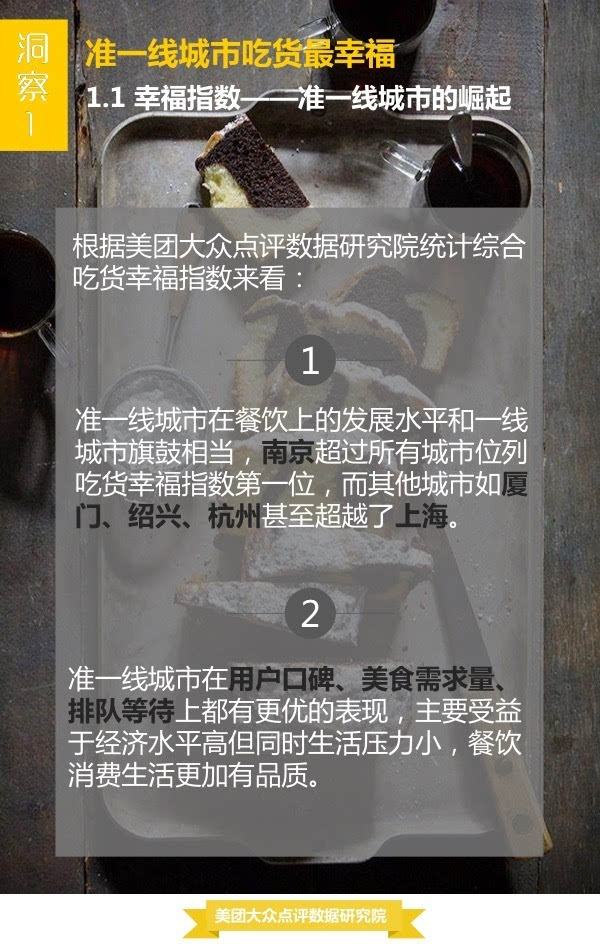 洞
察
1
准一线城市吃货最幸福
1.1 幸福指数——准一线城市的崛起
根据美团大众点评数据研究院统计综合
吃货幸福指数来看：
1
准一线城市在餐饮上的发展水平和一线
城市旗鼓相当，南京超过所有城市位列
吃货幸福指数第一位，而其他城市如厦
门、绍兴、杭州甚至超越了上海。
2
准一线城市在用户口碑、美食需求量、
排队等待上都有更优的表现，主要受益
于经济水平高但同时生活压力小，餐饮
消费生活更加有品质。
美团大众点评数据研究院